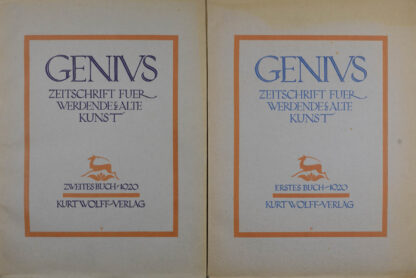 GENIVS
ZEITSCHRIFT FUER
WERDENDE & ALTE
KUNST
ZWEITES BUCH • 1920
KURT WOLFF-VERLAG
GENIVS
ZEITSCHRIFT FUER
WERDENDE & ALTE
KUNST
ERSTES BUCH • 1920
KURT WOLFF-VERLAG